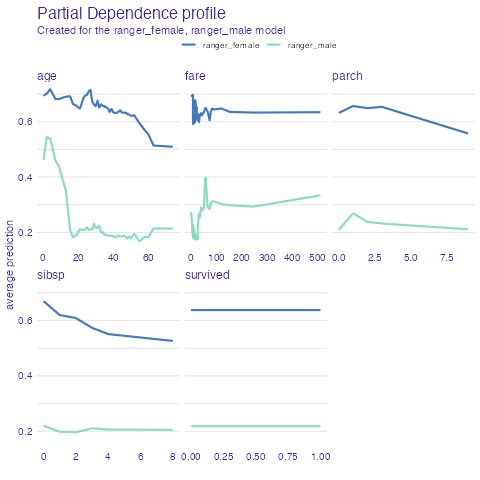 Partial Dependence profile
Created for the ranger_female, ranger_male model
ranger_female ranger_male
age fare parch
0.6
0.4
0.2
0 20 40 60 0 100 200 300 400 500 0.0 2.5 5.0 7.5
average prediction
sibsp survived
0.6
0.4
0.2
0 2 4 6 8 0.00 0.25 0.50 0.75 1.00